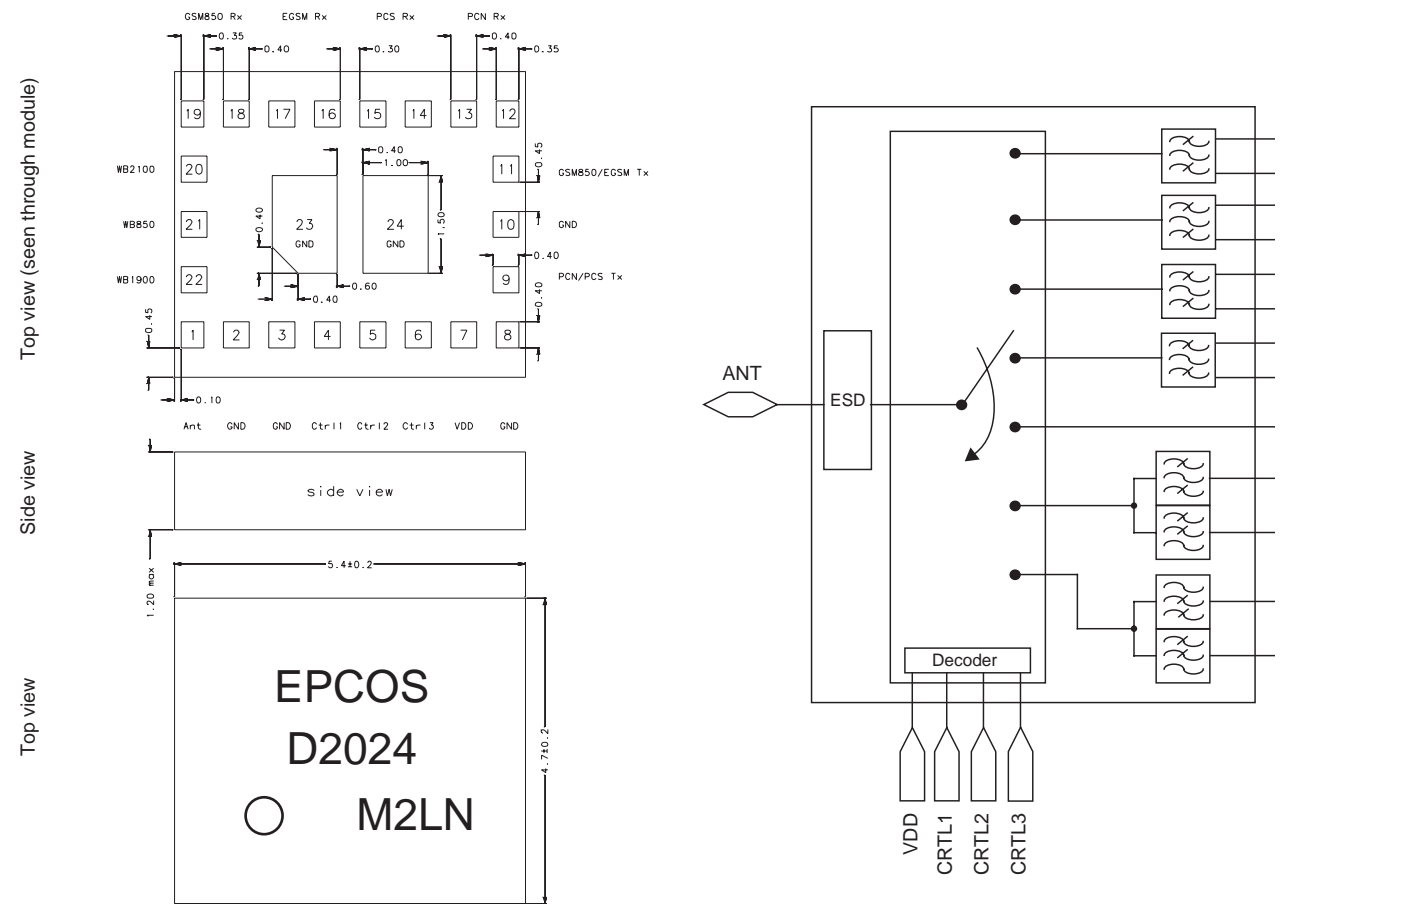 Top view (seen through module)
GSM850 Rx EGSM Rx PCS Rx PCN Rx
0.35 0.40
0.40 0.30 0.35
19 18 17 16 15 14 13 12
0.40
1.00
0.45
WB2100 20 11 GSM850/EGSM Tx
0.40
23
GND
24
GND
1.50
WB850 21 10 GND
0.40
WB1900 22 9 PCN/PCS Tx
0.60
0.40
0.40
0.45
1 2 3 4 5 6 7 8
0.10
Ant GND GND Ctrl1 Ctrl2 Ctrl3 VDD GND
Side view
side view
1.20 max
5.4±0.2
Top view
EPCOS
D2024
M2LN
4.7±0.2
ANT
ESD
Decoder
VDD
CRTL1
CRTL2
CRTL3